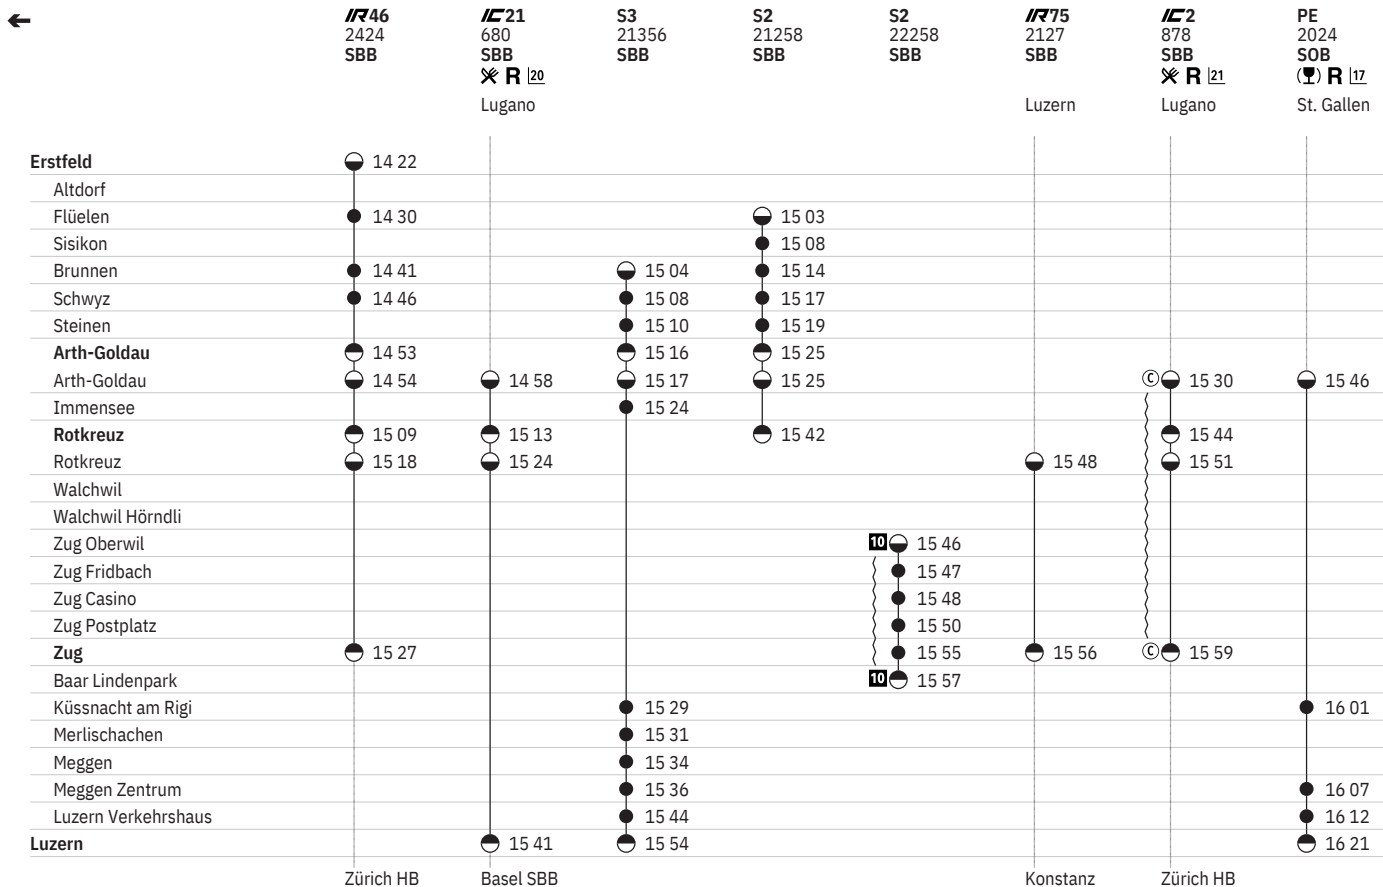 IR46 IC21 S3 S2 S2 IR75 IC2 PE
2424 680 21356 21258 22258 2127 878 2024
SBB SBB SBB SBB SBB SBB SBB SOB
R 20 R 21 R 17
Lugano Luzern Lugano St. Gallen
Erstfeld 14 22
Altdorf
Flüelen 14 30 15 03
Sisikon 15 08
Brunnen 14 41 15 04 15 14
Schwyz 14 46 15 08 15 17
Steinen 15 10 15 19
Arth-Goldau 14 53 15 16 15 25
Arth-Goldau 14 54 14 58 15 17 15 25 C 15 30 15 46
Immensee 15 24
Rotkreuz 15 09 15 13 15 42 15 44
Rotkreuz 15 18 15 24 15 48 15 51
Walchwil
Walchwil Hörndli
Zug Oberwil 10 15 46
Zug Fridbach 15 47
Zug Casino 15 48
Zug Postplatz 15 50
Zug 15 27 15 55 15 56 C 15 59
Baar Lindenpark 10 15 57
Küssnacht am Rigi 15 29 16 01
Merlischachen 15 31
Meggen 15 34
Meggen Zentrum 15 36 16 07
Luzern Verkehrshaus 15 44 16 12
Luzern 15 41 15 54 16 21
Zürich HB Basel SBB Konstanz Zürich HB